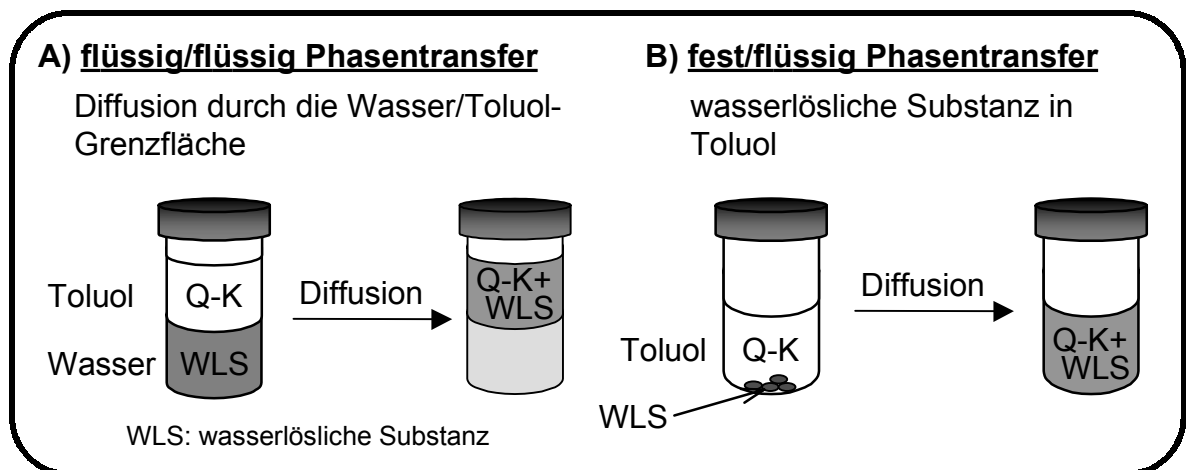 A) flüssig/flüssig Phasentransfer
Diffusion durch die Wasser/Toluol-
Grenzfläche
Toluol
Q-K
Wasser
WLS
Diffusion
Q-K+
WLS
WLS: wasserlösliche Substanz
B) fest/flüssig Phasentransfer
wasserlösliche Substanz in
Toluol
Toluol
Q-K
WLS
Diffusion
Q-K+
WLS